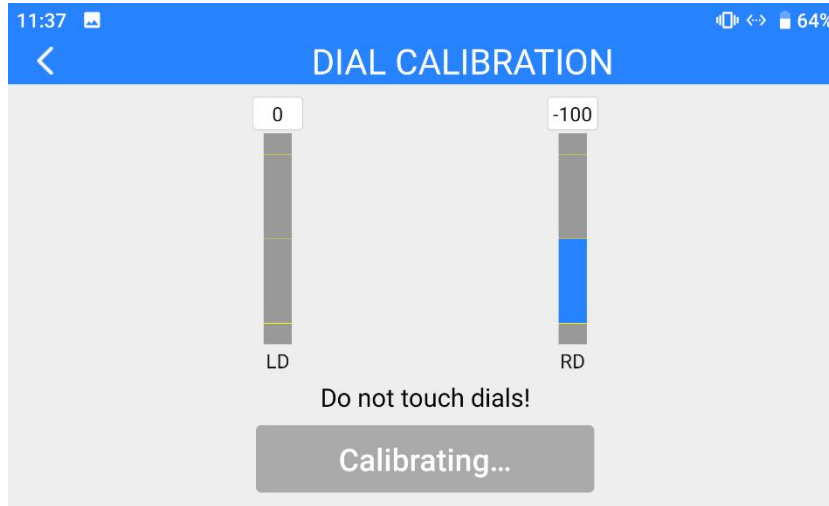 11:37 64%
DIAL CALIBRATION
0 -100
LD RD
Do not touch dials!
Calibrating...